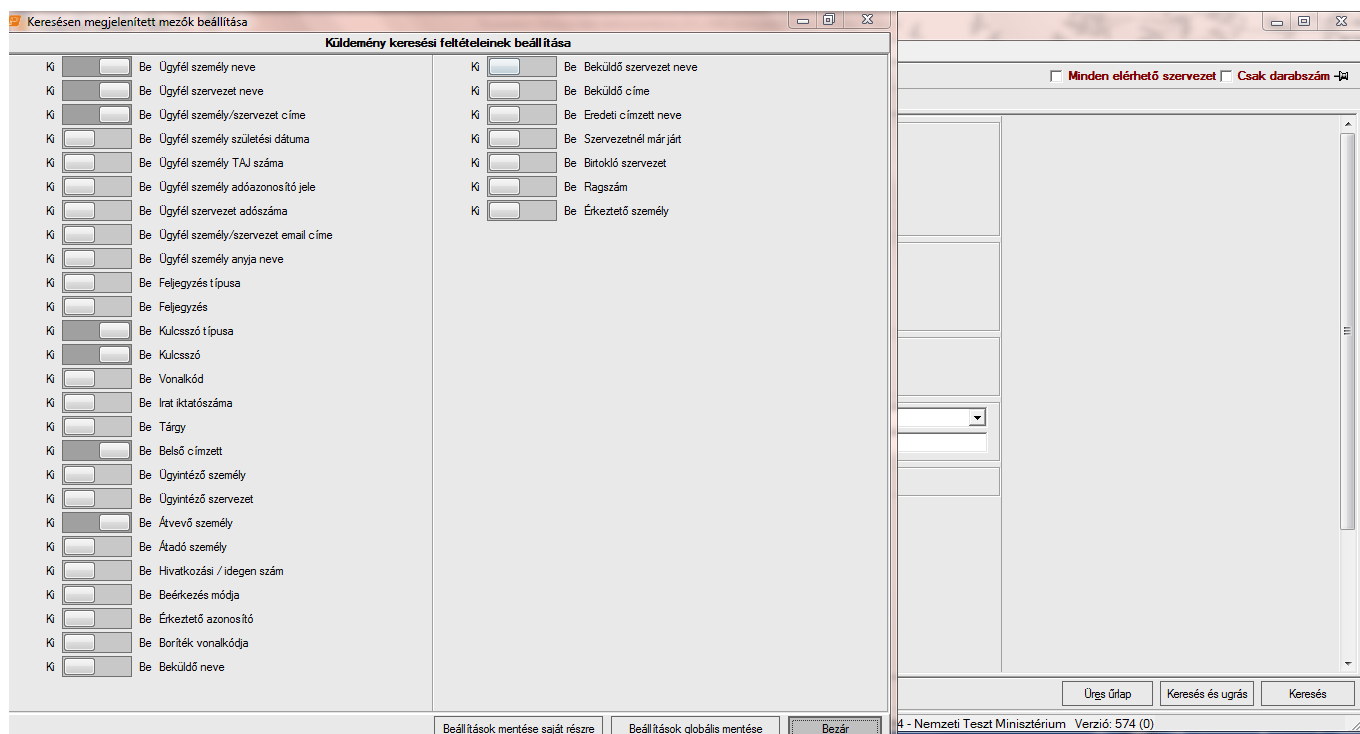 Keresésen megjelenített mezők beállítása
Küldemény keresési feltételeinek beállítása
Ki Be Ügyfél személy neve
Ki Be Ügyfél szervezet neve
Ki Be Ügyfél személy/szervezet címe
Ki Be Ügyfél személy születési dátuma
Ki Be Ügyfél személy TAJ száma
Ki Be Ügyfél személy adóazonosító jele
Ki Be Ügyfél szervezet adószáma
Ki Be Ügyfél személy/szervezet email címe
Ki Be Ügyfél személy anyja neve
Ki Be Feljegyzés típusa
Ki Be Feljegyzés
Ki Be Kulcsszó típusa
Ki Be Kulcsszó
Ki Be Vonalkód
Ki Be Irat iktatószáma
Ki Be Tárgy
Ki Be Belső címzett
Ki Be Ügyintéző személy
Ki Be Ügyintéző szervezet
Ki Be Átvevő személy
Ki Be Átadó személy
Ki Be Hivatkozási / idegen szám
Ki Be Beérkezés módja
Ki Be Érkeztető azonosító
Ki Be Boríték vonalkódja
Ki Be Beküldő neve
Ki Be Beküldő szervezet neve
Ki Be Beküldő címe
Ki Be Eredeti címzett neve
Ki Be Szervezetnél már járt
Ki Be Birtokló szervezet
Ki Be Ragszám
Ki Be Érkeztető személy
Beállítások mentése saját részre Beállítások globális mentése Bezár
Minden elérhető szervezet Csak darabszám
Üres űrlap Keresés és ugrás Keresés
4 - Nemzeti Teszt Minisztérium Verzió: 574 (0)